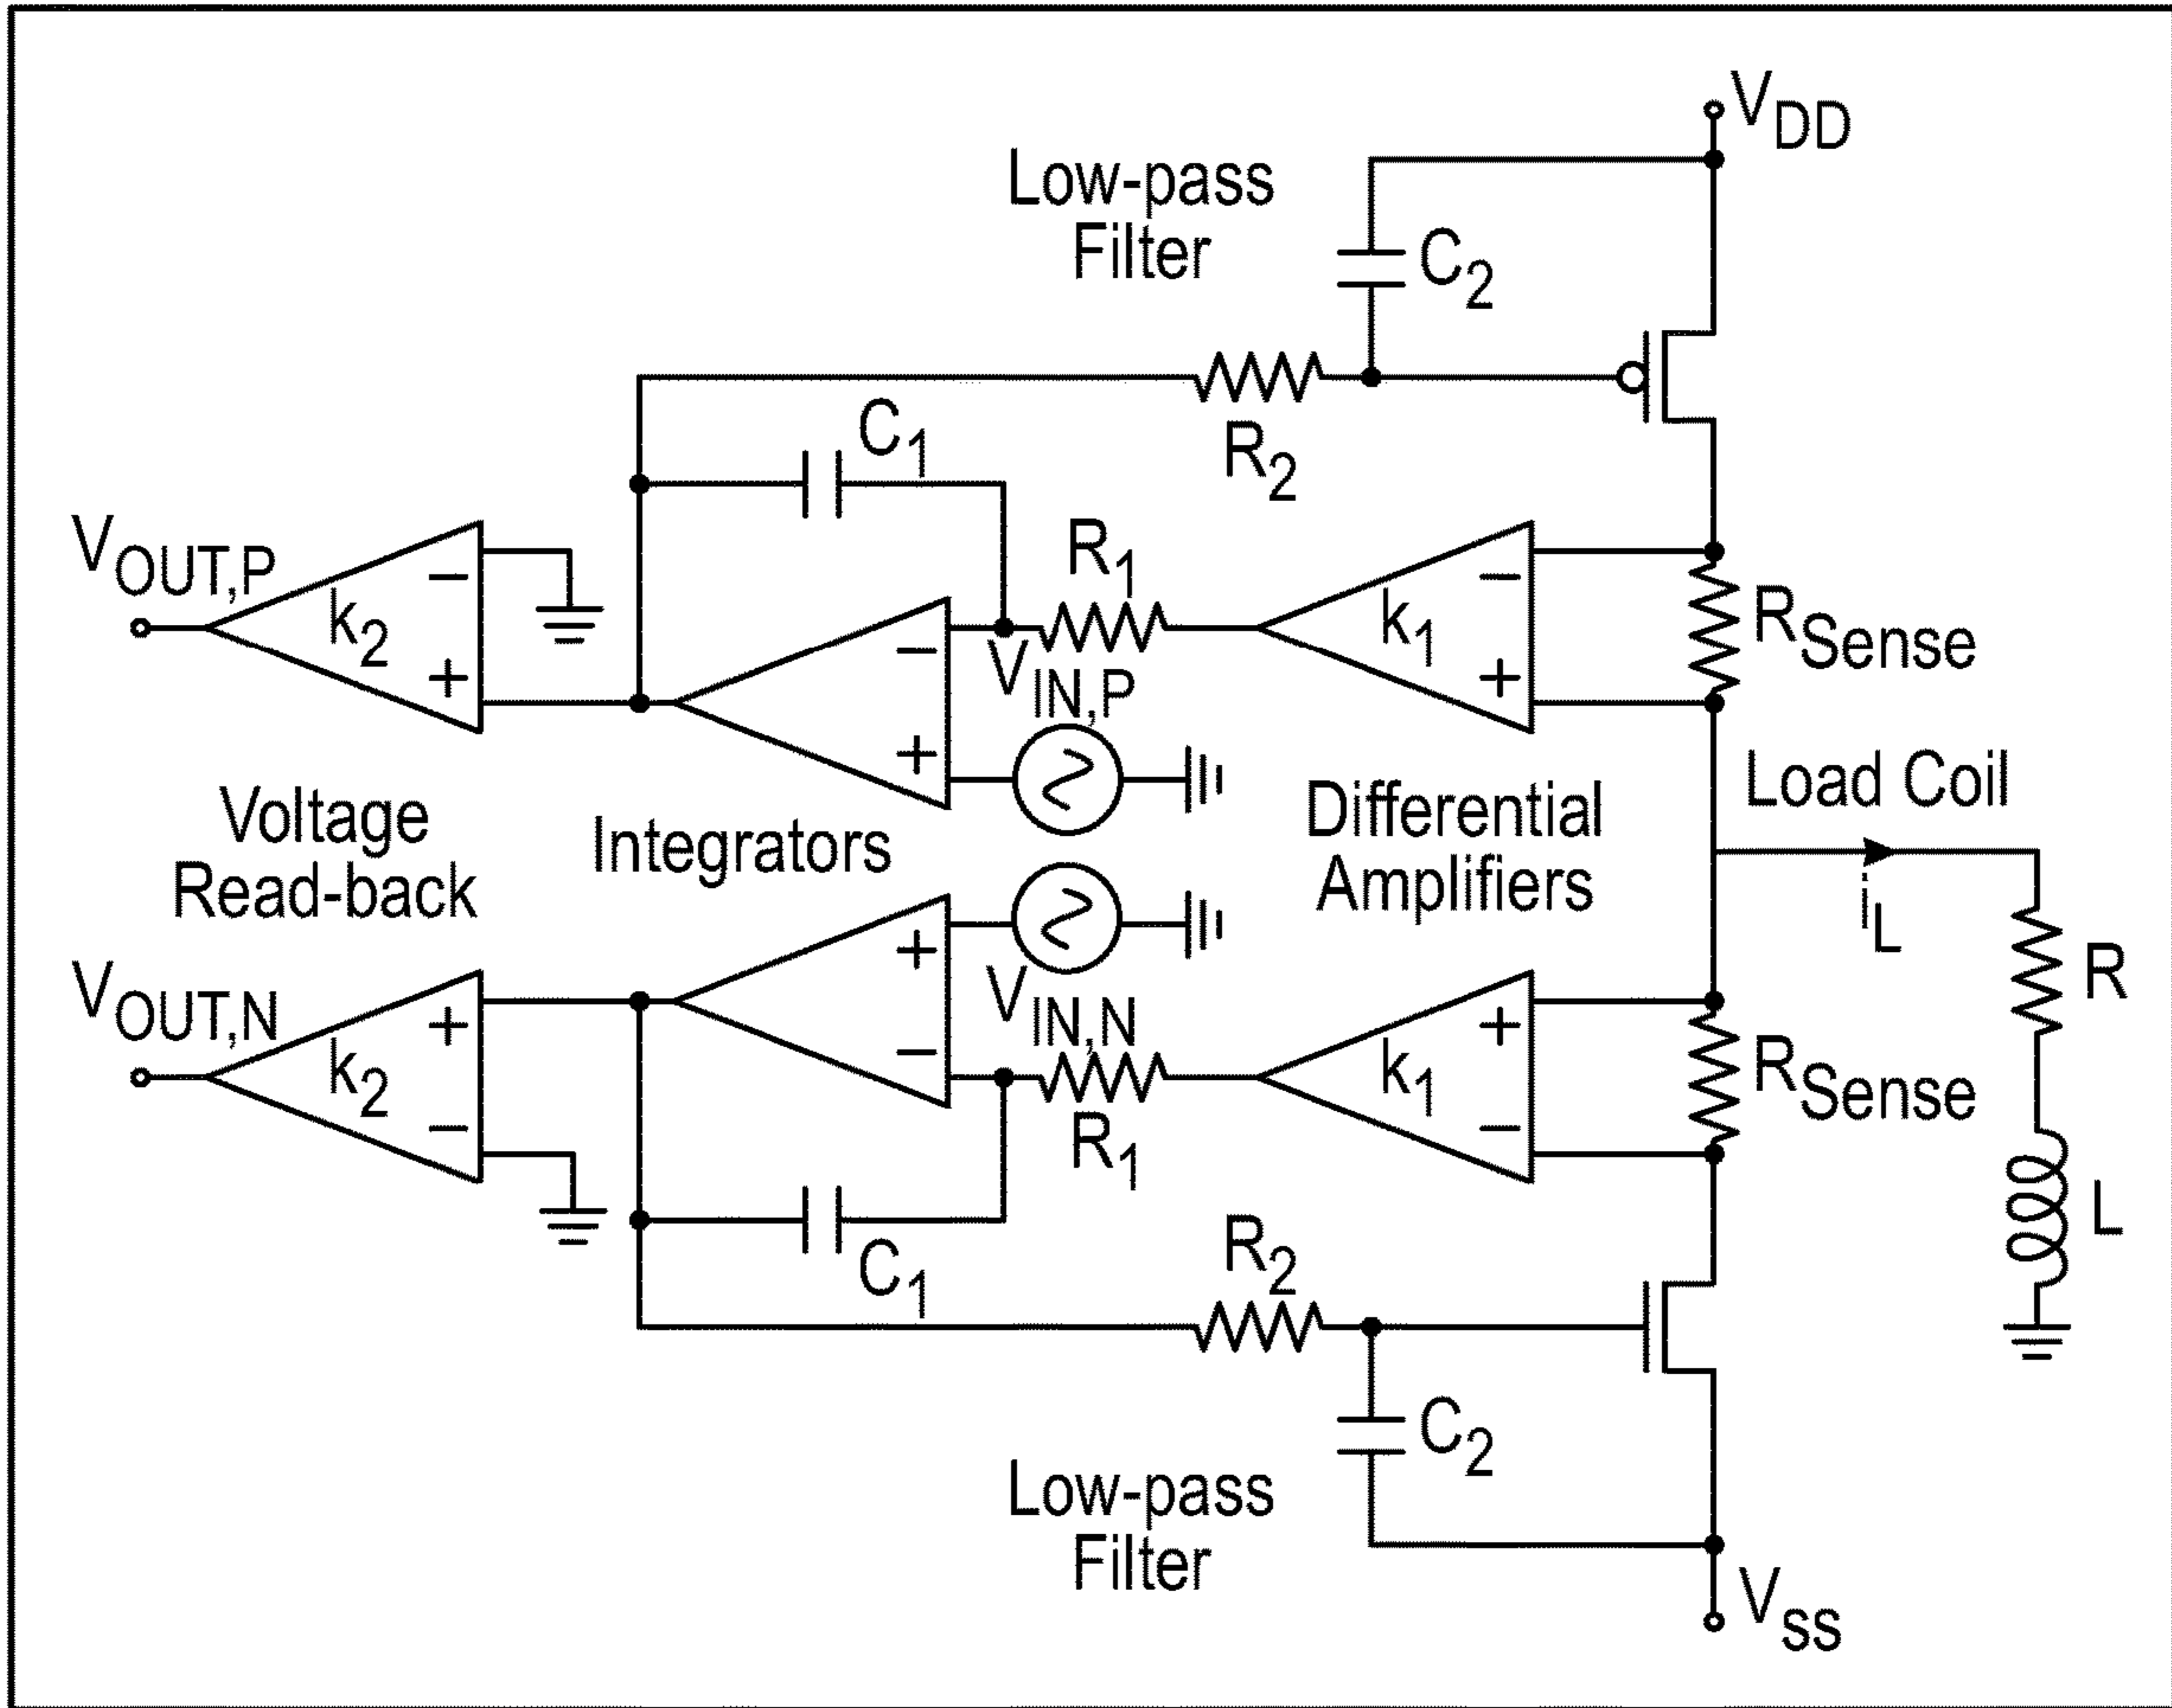 VDD
Low-pass
Filter
C2
R2
C1
VOUT,P
k2
−
+
R1
−
+
VIN,P
k1
−
+
RSense
Load Coil
iL
Voltage
Read-back
Integrators
Differential
Amplifiers
R
VOUT,N
k2
+
−
+
−
VIN,N
R1
k1
+
−
RSense
L
C1
R2
C2
Low-pass
Filter
Vss